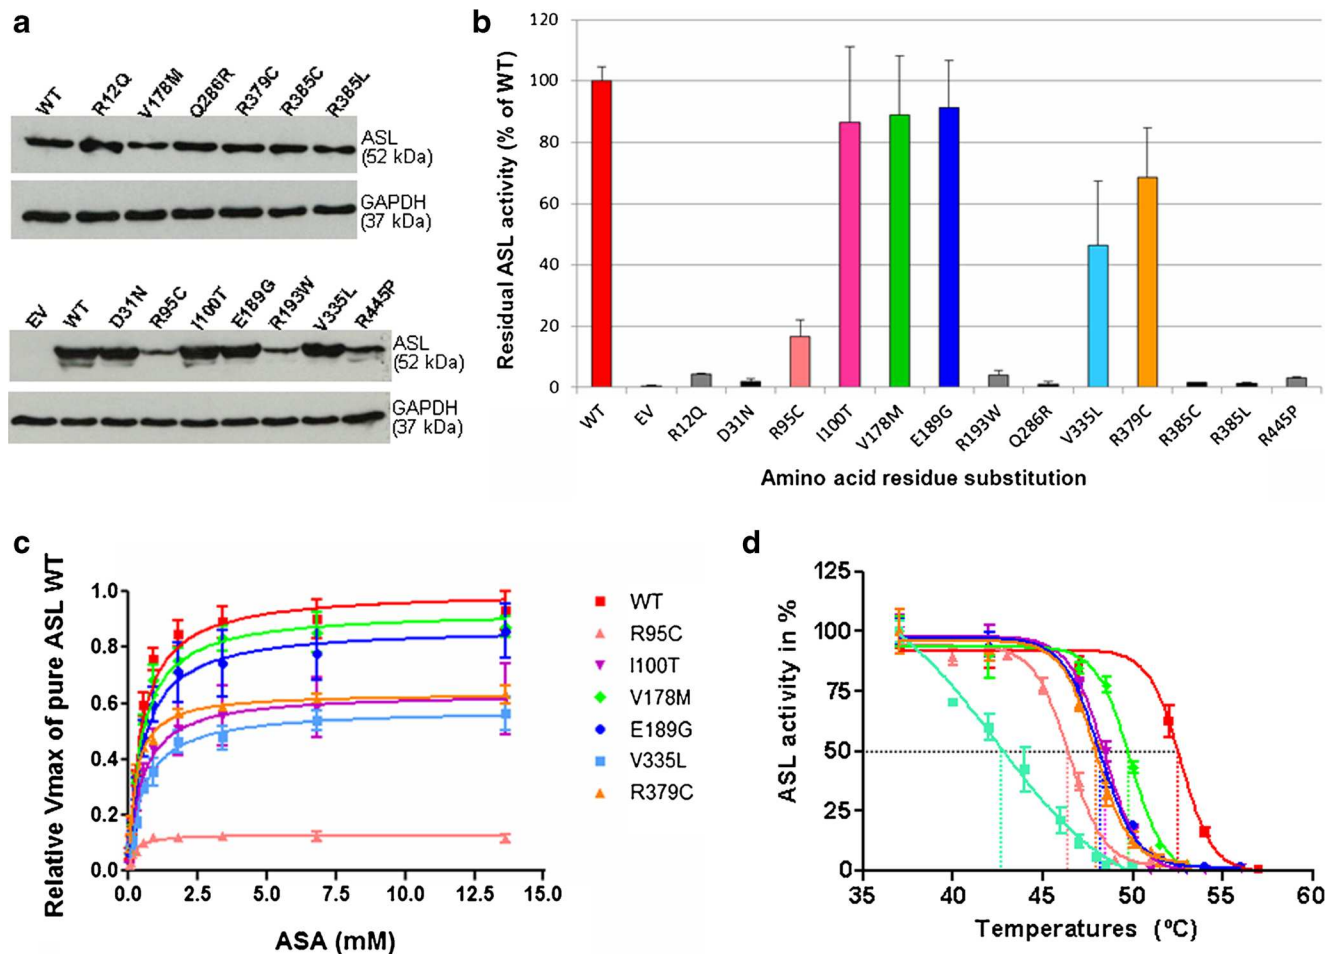 a
WT R12Q V178M Q286R R379C R385C R385L
ASL
(52 kDa)
GAPDH
(37 kDa)
EV WT D31N R95C I100T E189G R193W V335L R445P
ASL
(52 kDa)
GAPDH
(37 kDa)
b
Residual ASL activity (% of WT)
120
100
80
60
40
20
0
WT EV R12Q D31N R95C I100T V178M E189G R193W Q286R V335L R379C R385C R385L R445P
Amino acid residue substitution
c
Relative Vmax of pure ASL WT
1.0
0.8
0.6
0.4
0.2
0.0
0.0 2.5 5.0 7.5 10.0 12.5 15.0
ASA (mM)
WT
R95C
I100T
V178M
E189G
V335L
R379C
d
ASL activity in %
125
100
75
50
25
0
35 40 45 50 55 60
Temperatures (ºC)